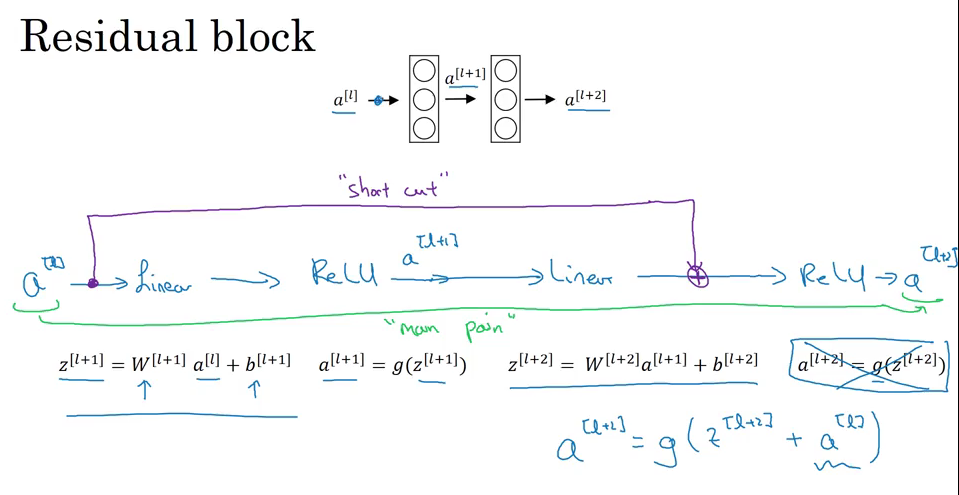 Residual block
a[l] a[l+1] a[l+2]
"short cut"
a[l] Linear ReLU a[l+1] Linear ReLU a[l+2]
"main path"
z[l+1] = W[l+1] a[l] + b[l+1] a[l+1] = g(z[l+1]) z[l+2] = W[l+2]a[l+1] + b[l+2] a[l+2] = g(z[l+2])
a[l+2] = g(z[l+2] + a[l])